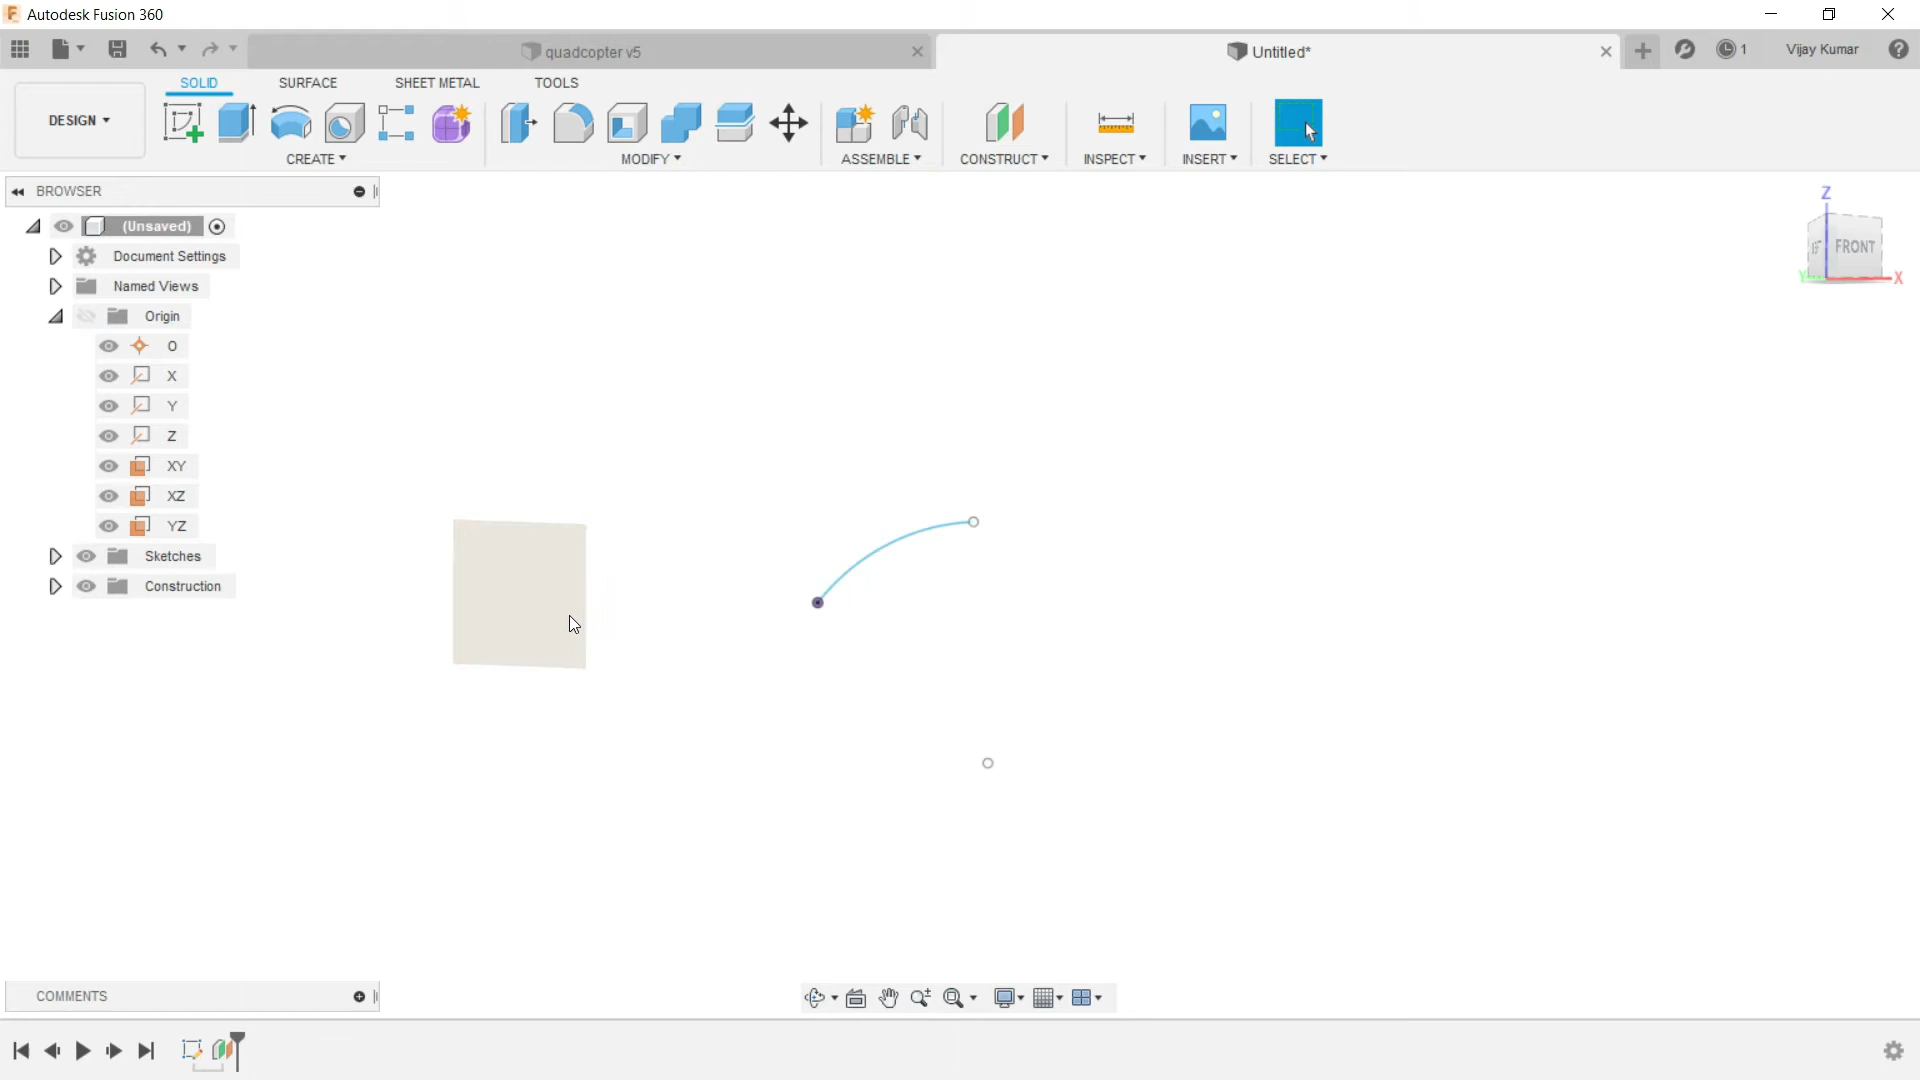 Autodesk Fusion 360
quadcopter v5
Untitled*
1
Vijay Kumar
DESIGN
SOLID
SURFACE
SHEET METAL
TOOLS
CREATE
MODIFY
ASSEMBLE
CONSTRUCT
INSPECT
INSERT
SELECT
BROWSER
(Unsaved)
Document Settings
Named Views
Origin
O
X
Y
Z
XY
XZ
YZ
Sketches
Construction
Z
FRONT
Y
X
COMMENTS